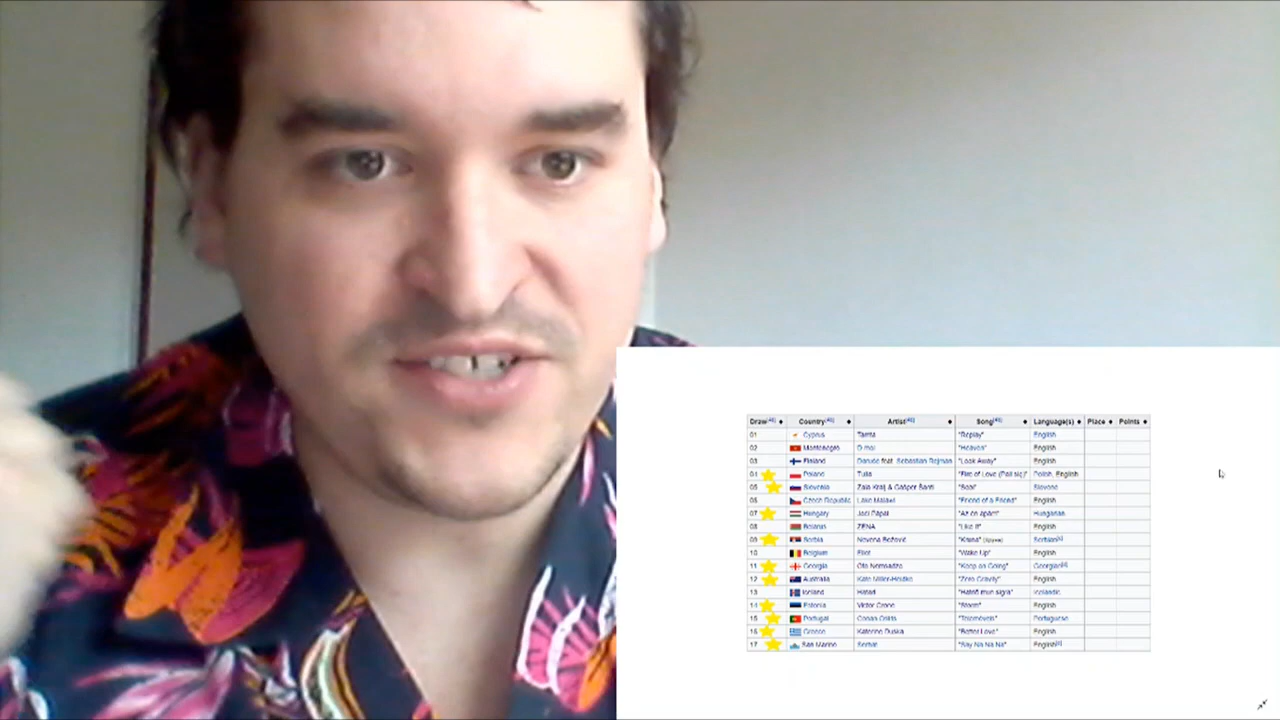 Draw[45] Country[45] Artist[45] Song[45] Language(s) Place Points
01 Cyprus Tamta "Replay" English
02 Montenegro D mol "Heaven" English
03 Finland Darude feat. Sebastian Rejman "Look Away" English
04 Poland Tulia "Fire of Love (Pali się)" Polish, English
05 Slovenia Zala Kralj & Gašper Šantl "Sebi" Slovene
06 Czech Republic Lake Malawi "Friend of a Friend" English
07 Hungary Joci Pápai "Az én apám" Hungarian
08 Belarus ZENA "Like It" English
09 Serbia Nevena Božović "Kruna" Serbian
10 Belgium Eliot "Wake Up" English
11 Georgia Oto Nemsadze "Keep on Going" Georgian
12 Australia Kate Miller-Heidke "Zero Gravity" English
13 Iceland Hatari "Hatrið mun sigra" Icelandic
14 Estonia Victor Crone "Storm" English
15 Portugal Conan Osiris "Telemóveis" Portuguese
16 Greece Katerine Duska "Better Love" English
17 San Marino Serhat "Say Na Na Na" English